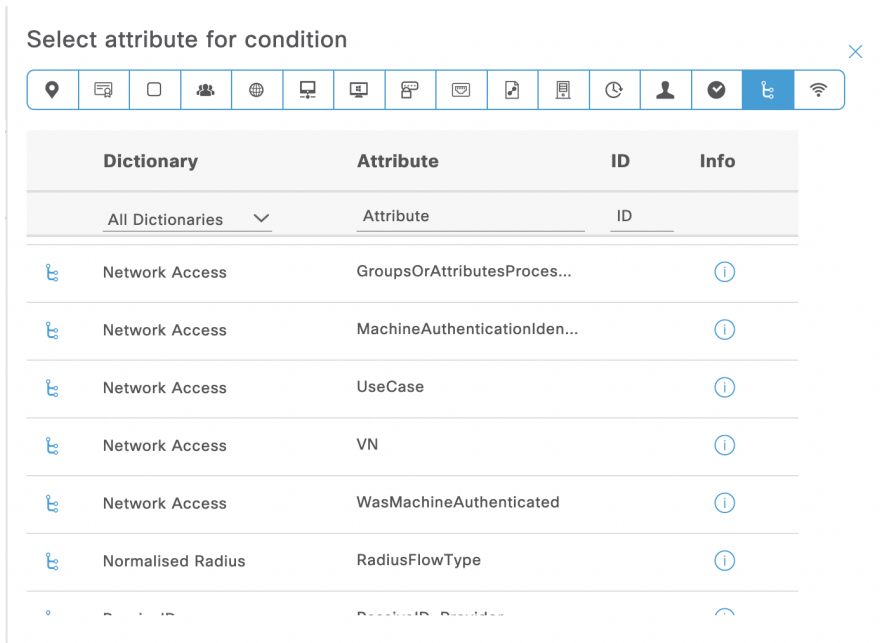 Select attribute for condition
Dictionary Attribute ID Info
All Dictionaries Attribute ID
Network Access GroupsOrAttributesProces...
Network Access MachineAuthenticationIden...
Network Access UseCase
Network Access VN
Network Access WasMachineAuthenticated
Normalised Radius RadiusFlowType